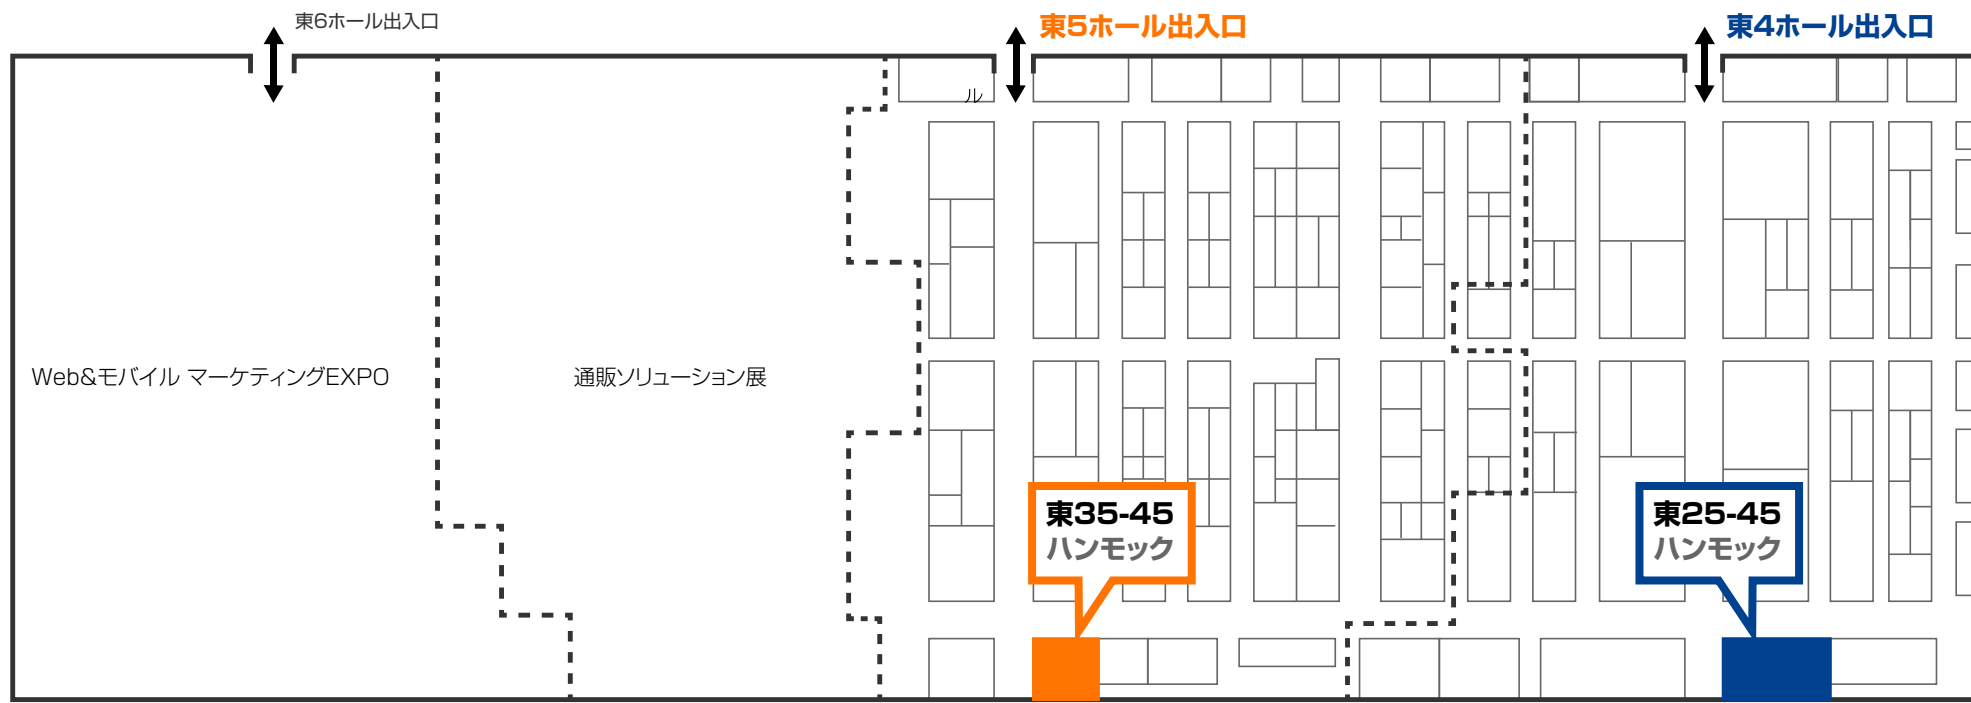 東6ホール出入口
東5ホール出入口
東4ホール出入口
ル
Web&モバイル マーケティングEXPO
通販ソリューション展
東35-45
ハンモック
東25-45
ハンモック